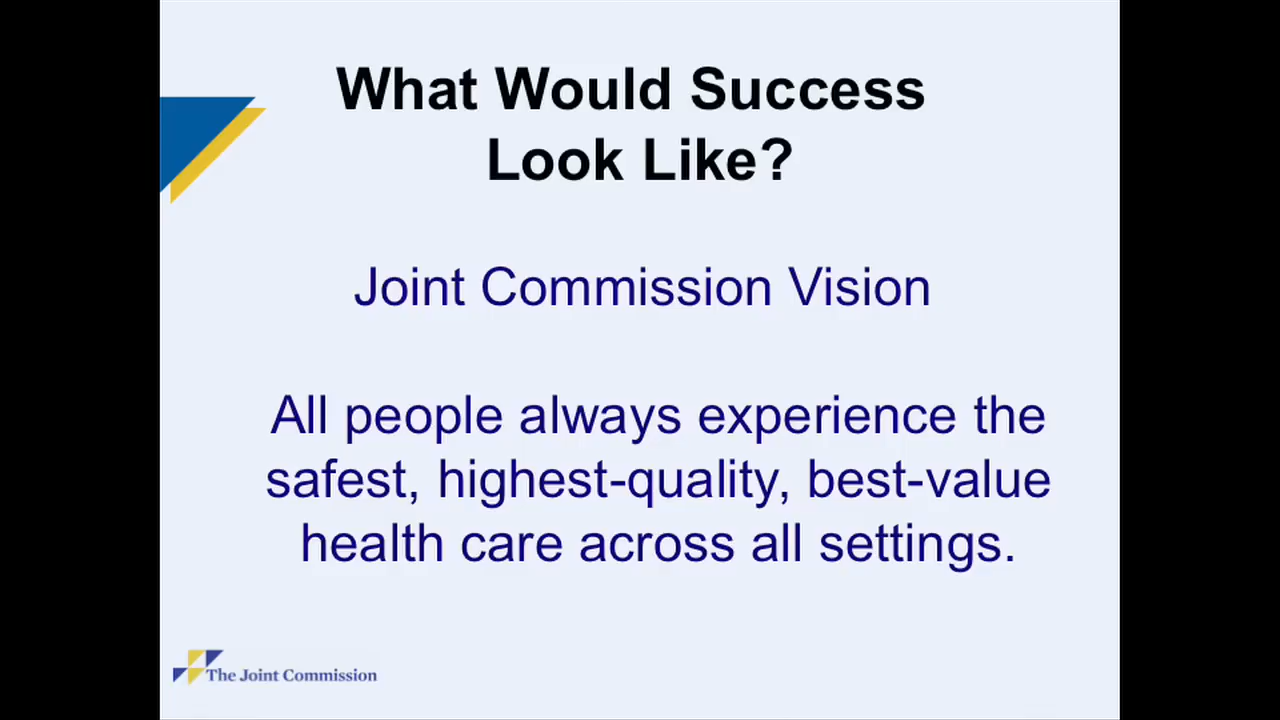 What Would Success
Look Like?
Joint Commission Vision
All people always experience the
safest, highest-quality, best-value
health care across all settings.
The Joint Commission